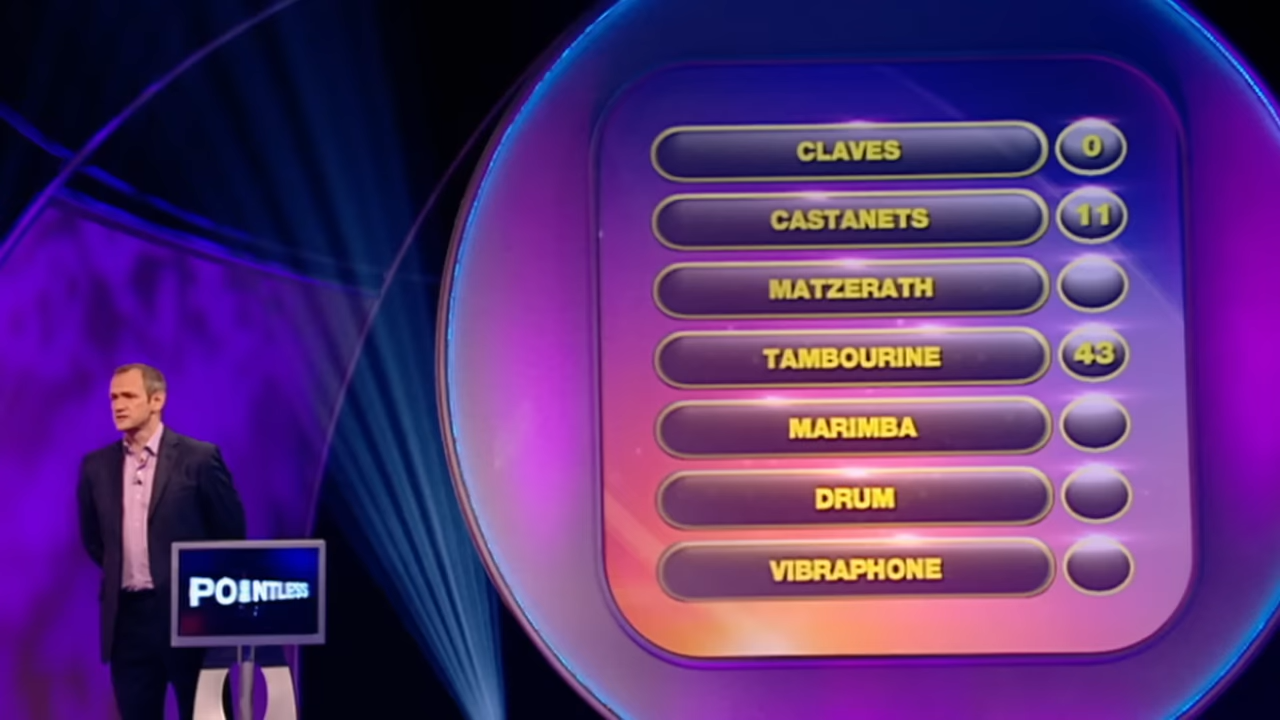 CLAVES 0
CASTANETS 11
MATZERATH
TAMBOURINE 43
MARIMBA
DRUM
VIBRAPHONE
POINTLESS